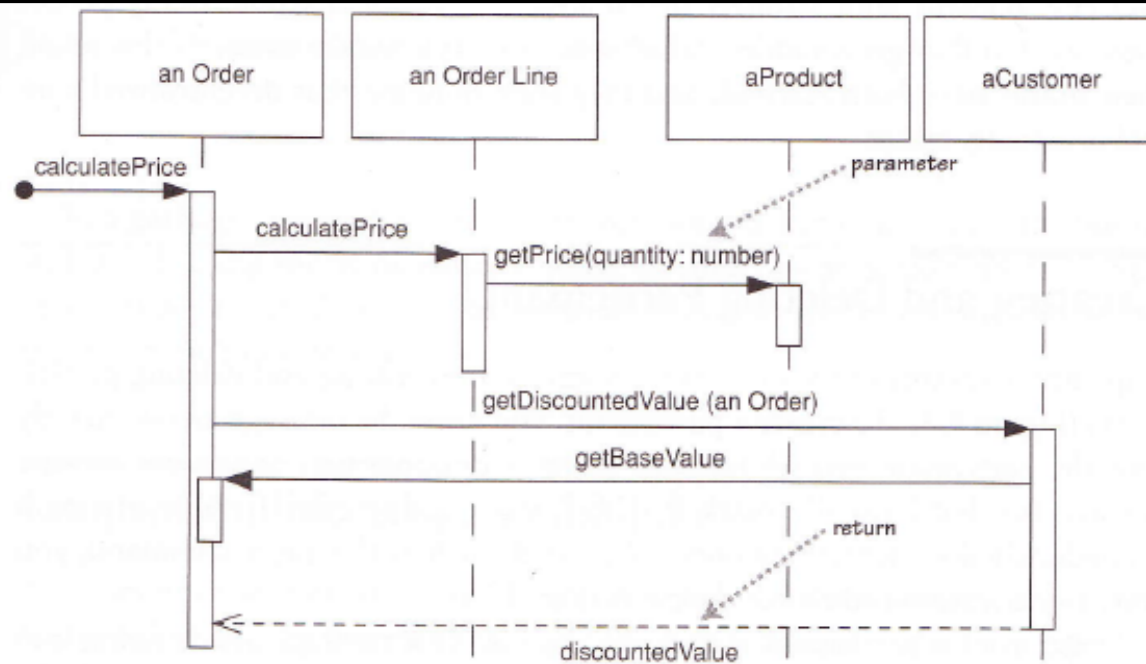 an Order
an Order Line
aProduct
aCustomer
calculatePrice
parameter
calculatePrice
getPrice(quantity: number)
getDiscountedValue (an Order)
getBaseValue
return
discountedValue